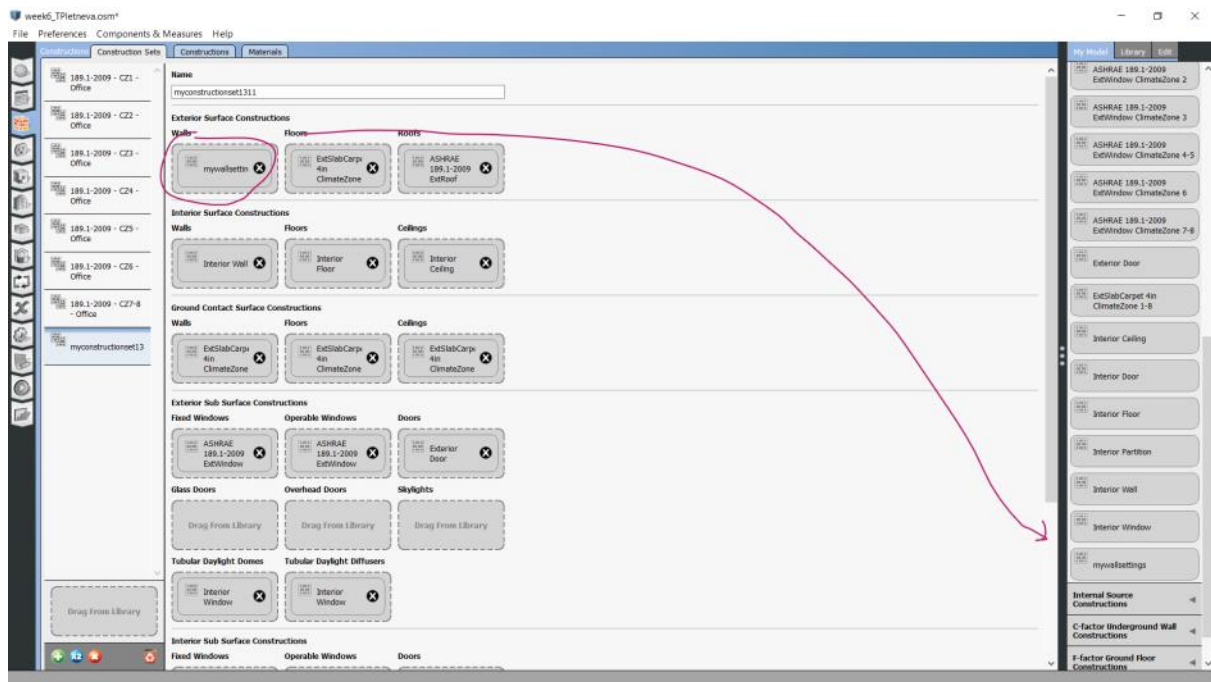 week6_TPletneva.osm*
File Preferences Components & Measures Help
Constructions
Construction Sets
Constructions
Materials
My Model
Library
Edit
189.1-2009 - CZ1 -
Office
189.1-2009 - CZ2 -
Office
189.1-2009 - CZ3 -
Office
189.1-2009 - CZ4 -
Office
189.1-2009 - CZ5 -
Office
189.1-2009 - CZ6 -
Office
189.1-2009 - CZ7-8
- Office
myconstructionset13
Drag From Library
x2
Name
myconstructionset1311
Exterior Surface Constructions
Walls
Floors
Roofs
mywallsettin
ExtSlabCarp
4in
ClimateZone
ASHRAE
189.1-2009
ExtRoof
Interior Surface Constructions
Walls
Floors
Ceilings
Interior Wall
Interior
Floor
Interior
Ceiling
Ground Contact Surface Constructions
Walls
Floors
Ceilings
ExtSlabCarp
4in
ClimateZone
ExtSlabCarp
4in
ClimateZone
ExtSlabCarp
4in
ClimateZone
Exterior Sub Surface Constructions
Fixed Windows
Operable Windows
Doors
ASHRAE
189.1-2009
ExtWindow
ASHRAE
189.1-2009
ExtWindow
Exterior
Door
Glass Doors
Overhead Doors
Skylights
Drag From Library
Drag From Library
Drag From Library
Tubular Daylight Domes
Tubular Daylight Diffusers
Interior
Window
Interior
Window
Interior Sub Surface Constructions
Fixed Windows
Operable Windows
Doors
ASHRAE 189.1-2009
ExtWindow ClimateZone 2
ASHRAE 189.1-2009
ExtWindow ClimateZone 3
ASHRAE 189.1-2009
ExtWindow ClimateZone 4-5
ASHRAE 189.1-2009
ExtWindow ClimateZone 6
ASHRAE 189.1-2009
ExtWindow ClimateZone 7-8
Exterior Door
ExtSlabCarpet 4in
ClimateZone 1-8
Interior Ceiling
Interior Door
Interior Floor
Interior Partition
Interior Wall
Interior Window
mywallsettings
Internal Source
Constructions
C-factor Underground Wall
Constructions
F-factor Ground Floor
Constructions